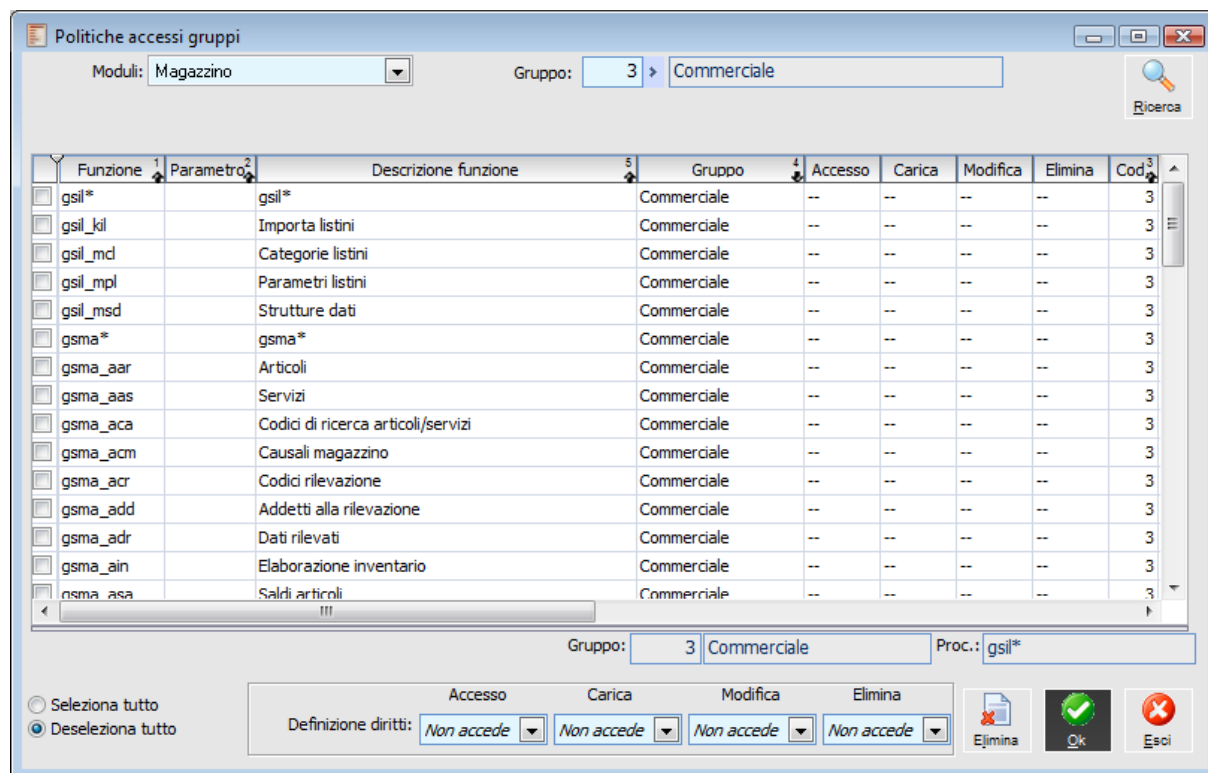 Politiche accessi gruppi
Moduli: Magazzino Gruppo: 3 Commerciale
Ricerca
Funzione 1 Parametro 2 Descrizione funzione 5 Gruppo 4 Accesso Carica Modifica Elimina Cod 3
gsil* gsil* Commerciale -- -- -- -- 3
gsil_kil Importa listini Commerciale -- -- -- -- 3
gsil_mcl Categorie listini Commerciale -- -- -- -- 3
gsil_mpl Parametri listini Commerciale -- -- -- -- 3
gsil_msd Strutture dati Commerciale -- -- -- -- 3
gsma* gsma* Commerciale -- -- -- -- 3
gsma_aar Articoli Commerciale -- -- -- -- 3
gsma_aas Servizi Commerciale -- -- -- -- 3
gsma_aca Codici di ricerca articoli/servizi Commerciale -- -- -- -- 3
gsma_acm Causali magazzino Commerciale -- -- -- -- 3
gsma_acr Codici rilevazione Commerciale -- -- -- -- 3
gsma_add Addetti alla rilevazione Commerciale -- -- -- -- 3
gsma_adr Dati rilevati Commerciale -- -- -- -- 3
gsma_ain Elaborazione inventario Commerciale -- -- -- -- 3
gsma_asa Saldi articoli Commerciale -- -- -- -- 3
Gruppo: 3 Commerciale Proc.: gsil*
Accesso Carica Modifica Elimina
Seleziona tutto
Definizione diritti: Non accede Non accede Non accede Non accede
Deseleziona tutto
Elimina Ok Esci